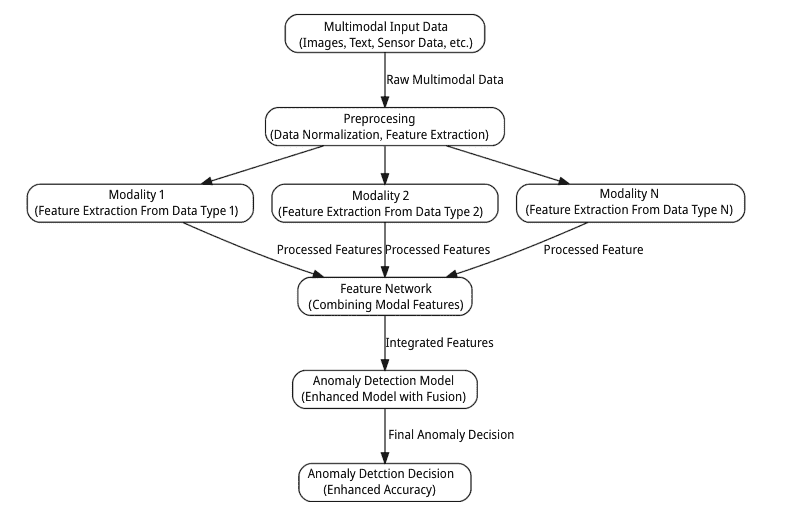 Multimodal Input Data
(Images, Text, Sensor Data, etc.)
Raw Multimodal Data
Preprocesing
(Data Normalization, Feature Extraction)
Modality 1
(Feature Extraction From Data Type 1)
Modality 2
(Feature Extraction From Data Type 2)
Modality N
(Feature Extraction From Data Type N)
Processed Features
Processed Features
Processed Feature
Feature Network
(Combining Modal Features)
Integrated Features
Anomaly Detection Model
(Enhanced Model with Fusion)
Final Anomaly Decision
Anomaly Detction Decision
(Enhanced Accuracy)